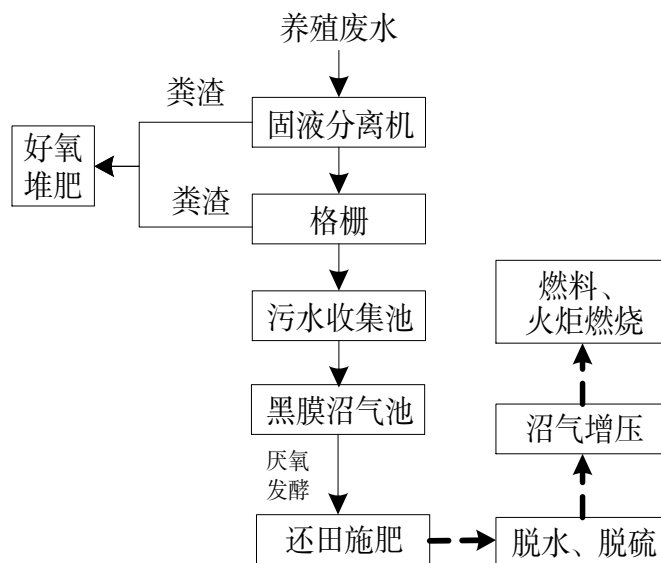 养殖废水
粪渣
固液分离机
好氧
堆肥
粪渣
格栅
燃料、
火炬燃烧
污水收集池
黑膜沼气池
沼气增压
厌氧
发酵
还田施肥
脱水、脱硫